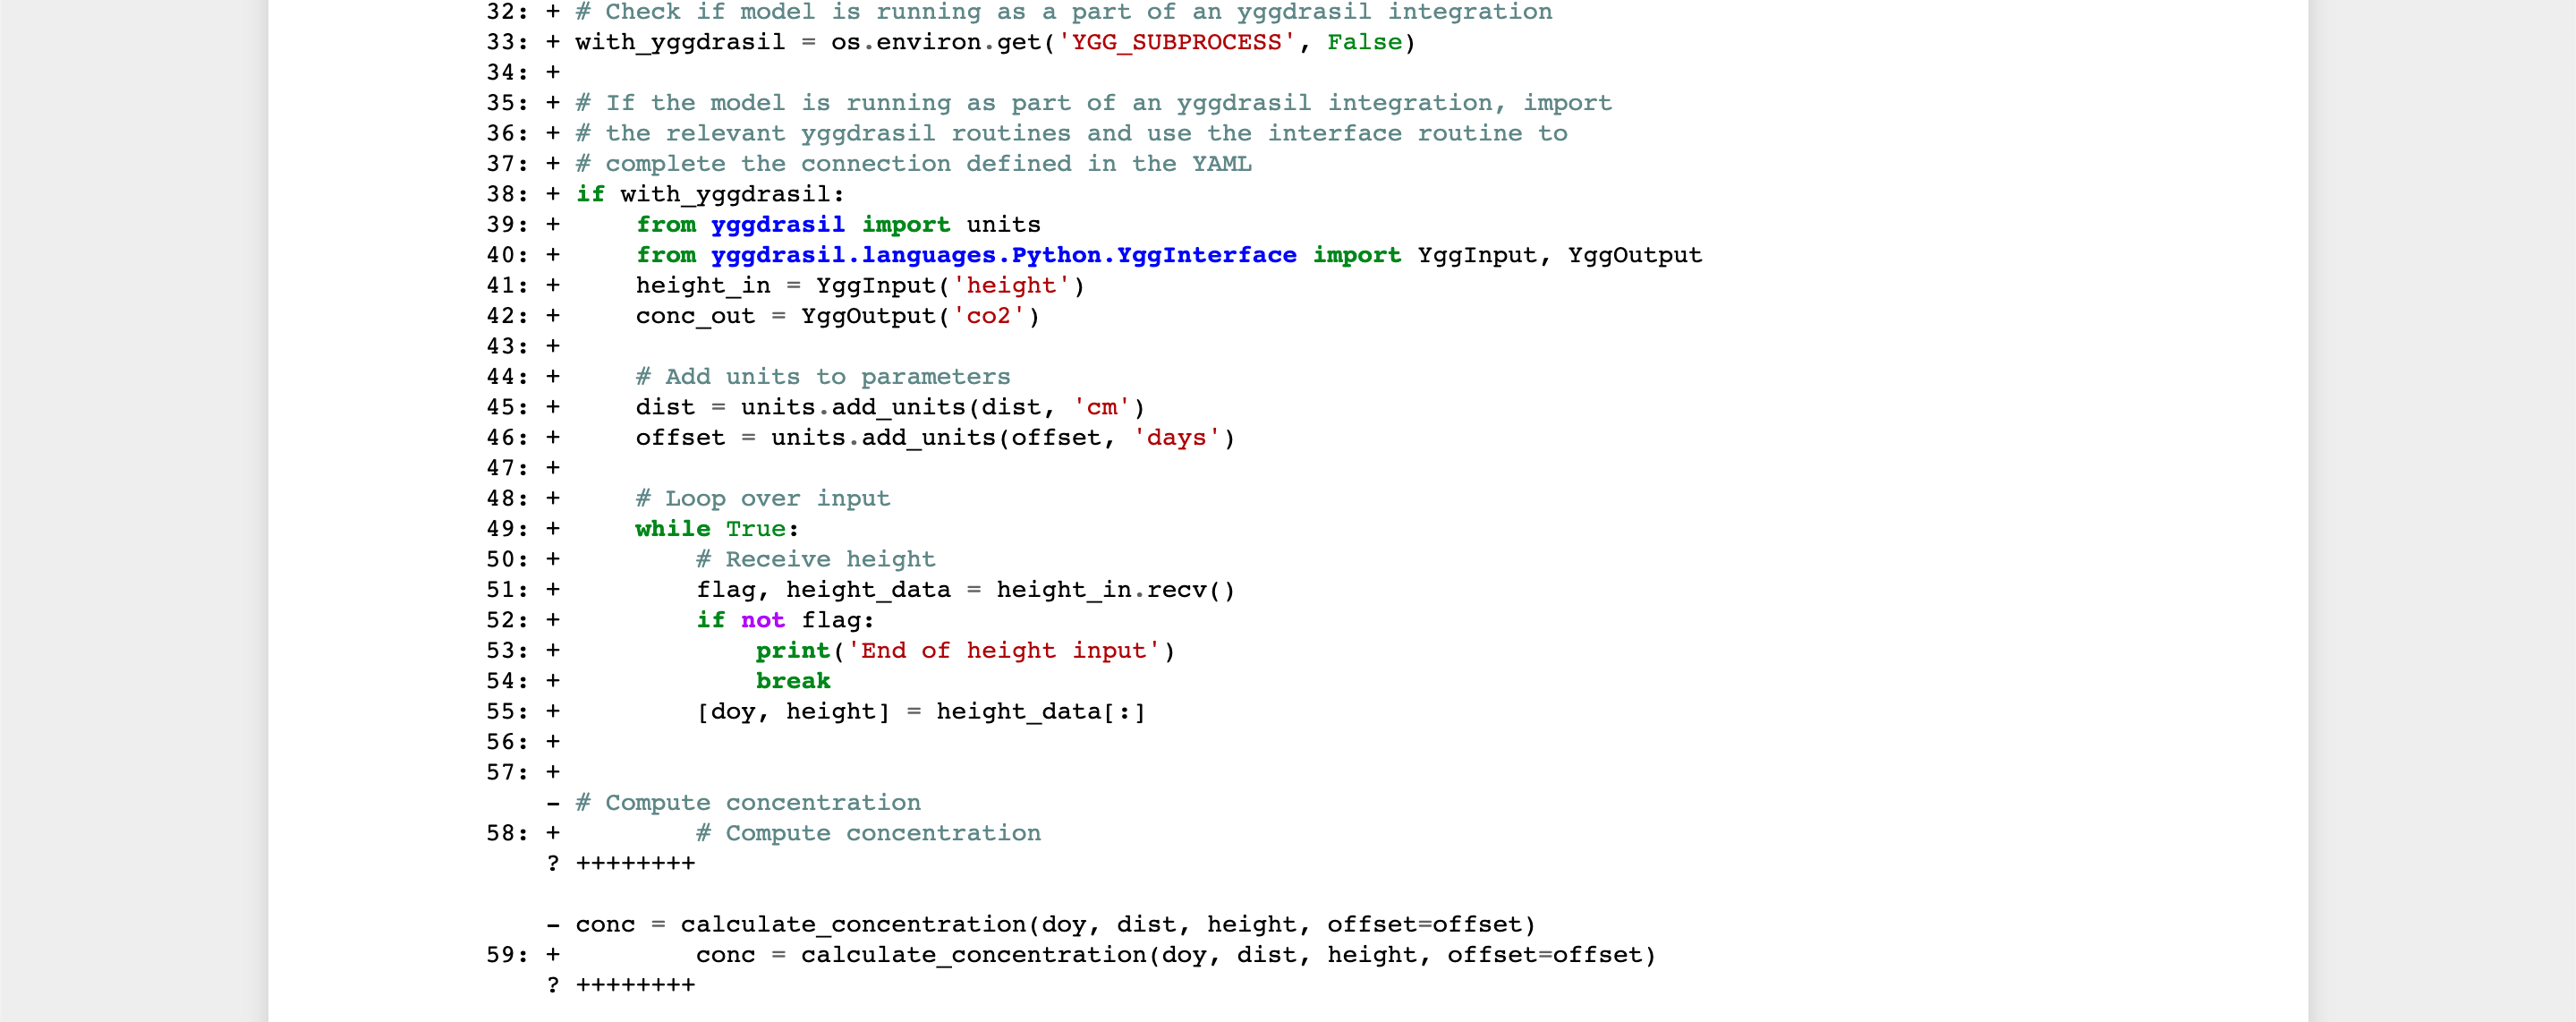 32: + # Check if model is running as a part of an yggdrasil integration
33: + with_yggdrasil = os.environ.get('YGG_SUBPROCESS', False)
34: +
35: + # If the model is running as part of an yggdrasil integration, import
36: + # the relevant yggdrasil routines and use the interface routine to
37: + # complete the connection defined in the YAML
38: + if with_yggdrasil:
39: +     from yggdrasil import units
40: +     from yggdrasil.languages.Python.YggInterface import YggInput, YggOutput
41: +     height_in = YggInput('height')
42: +     conc_out = YggOutput('co2')
43: +
44: +     # Add units to parameters
45: +     dist = units.add_units(dist, 'cm')
46: +     offset = units.add_units(offset, 'days')
47: +
48: +     # Loop over input
49: +     while True:
50: +         # Receive height
51: +         flag, height_data = height_in.recv()
52: +         if not flag:
53: +             print('End of height input')
54: +             break
55: +         [doy, height] = height_data[:]
56: +
57: +
    - # Compute concentration
58: +         # Compute concentration
    ? ++++++++
    - conc = calculate_concentration(doy, dist, height, offset=offset)
59: +         conc = calculate_concentration(doy, dist, height, offset=offset)
    ? ++++++++